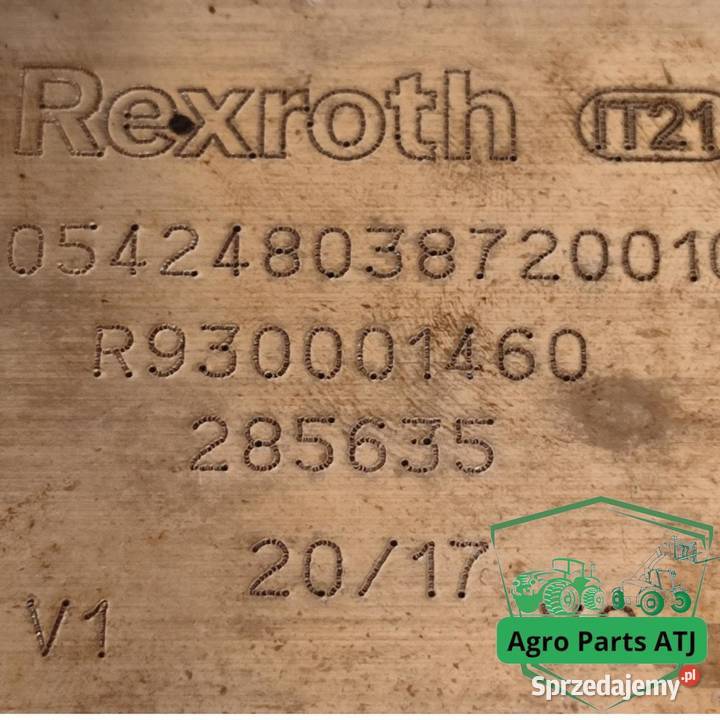 Rexroth IT21
05424803872001
R930001460
285635
20/17
V1
Agro Parts ATJ
Sprzedajemy.pl